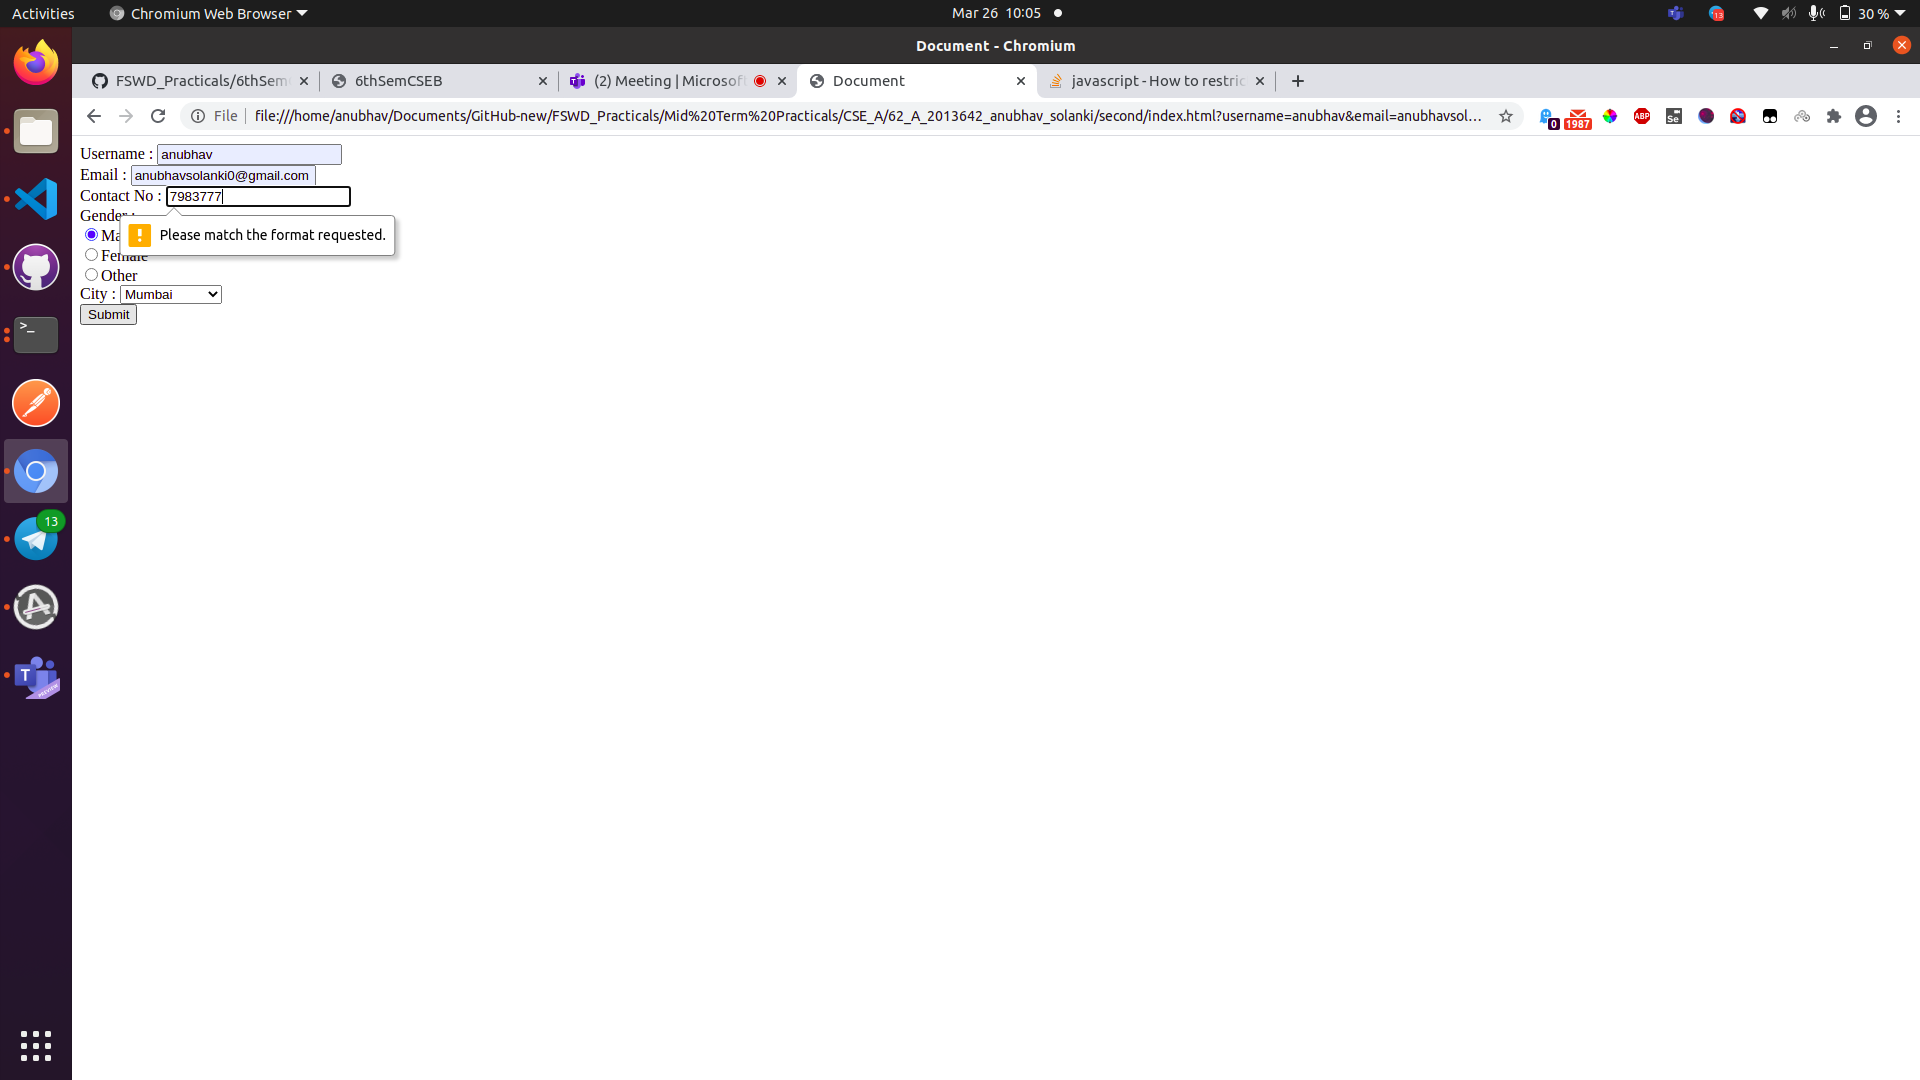 Activities
Chromium Web Browser
Mar 26 10:05
30 %
Document - Chromium
FSWD_Practicals/6thSem
6thSemCSEB
(2) Meeting | Microsoft
Document
javascript - How to restric
File
file:///home/anubhav/Documents/GitHub-new/FSWD_Practicals/Mid%20Term%20Practicals/CSE_A/62_A_2013642_anubhav_solanki/second/index.html?username=anubhav&email=anubhavsol...
0
1987
ABP
Se
Username : anubhav
Email : anubhavsolanki0@gmail.com
Contact No : 7983777
Gender :
Please match the format requested.
Ma
Female
Other
City : Mumbai
Submit
>_
13
T